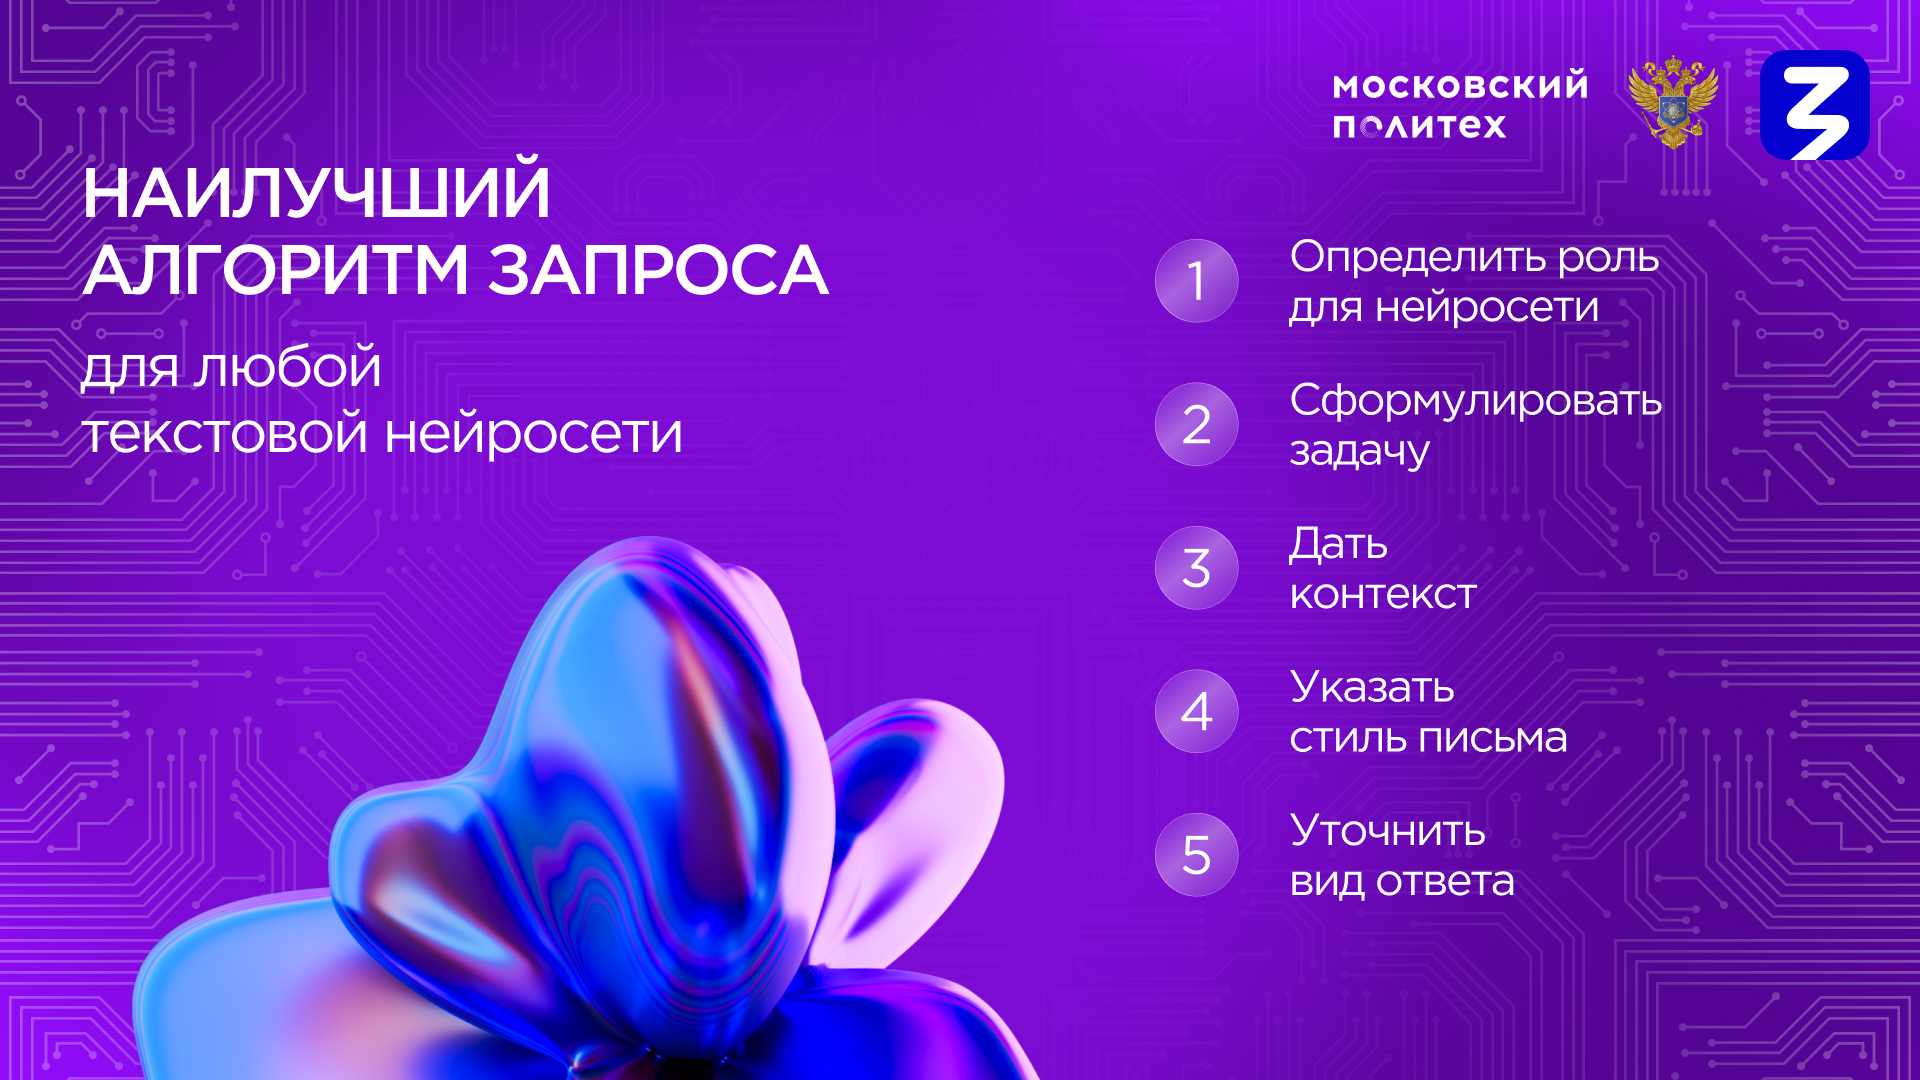 МОСКОВСКИЙ
ПОЛИТЕХ
НАИЛУЧШИЙ
АЛГОРИТМ ЗАПРОСА
для любой
текстовой нейросети
1
Определить роль
для нейросети
2
Сформулировать
задачу
3
Дать
контекст
4
Указать
стиль письма
5
Уточнить
вид ответа